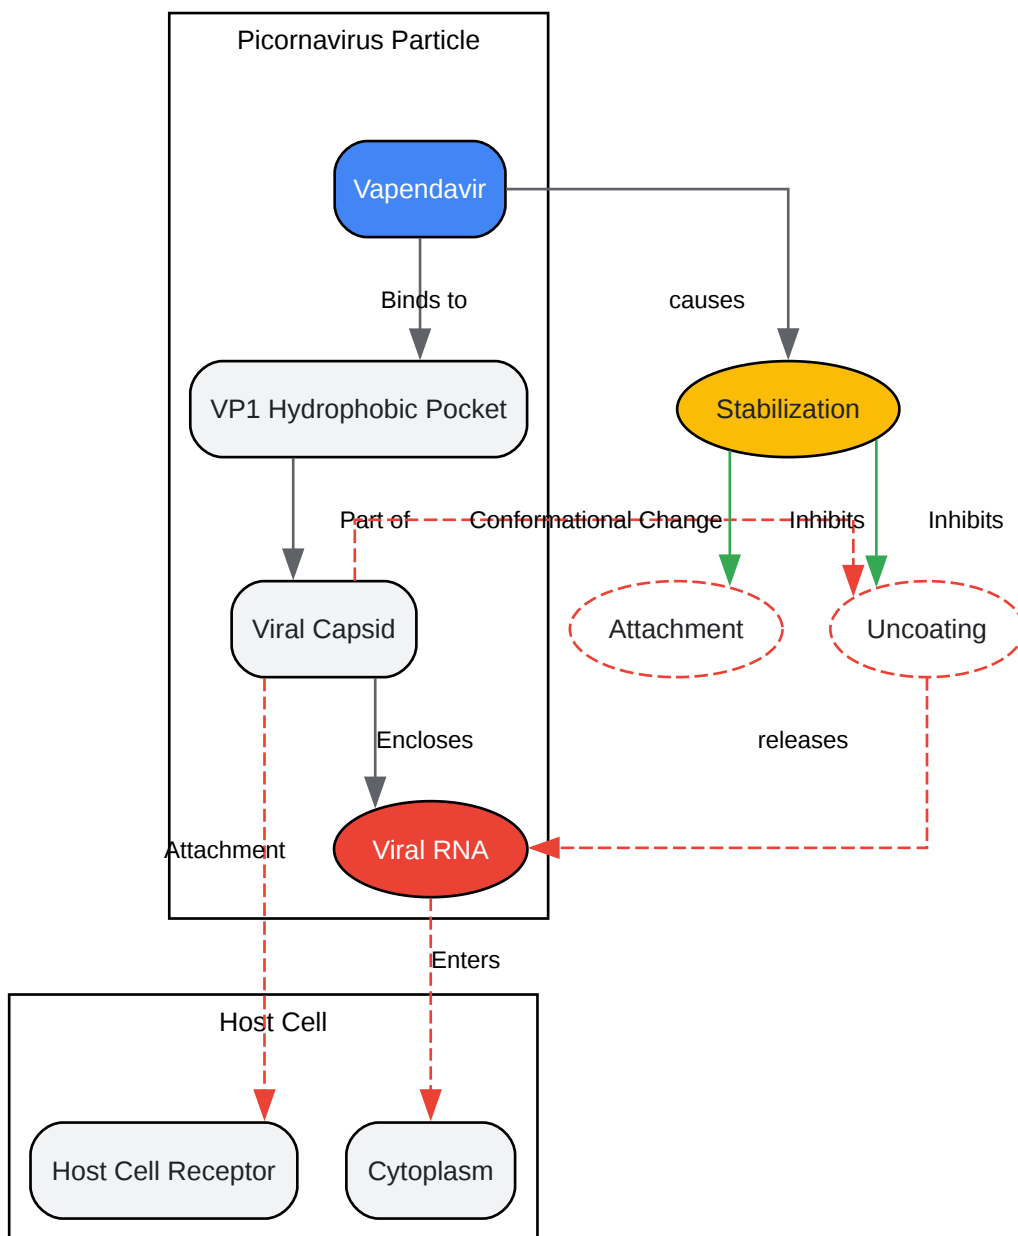 Picornavirus Particle
Vapendavir
Binds to
causes
VP1 Hydrophobic Pocket
Stabilization
Part of
Conformational Change
Inhibits
Inhibits
Viral Capsid
Attachment
Uncoating
Encloses
releases
Attachment
Viral RNA
Enters
Host Cell
Host Cell Receptor
Cytoplasm